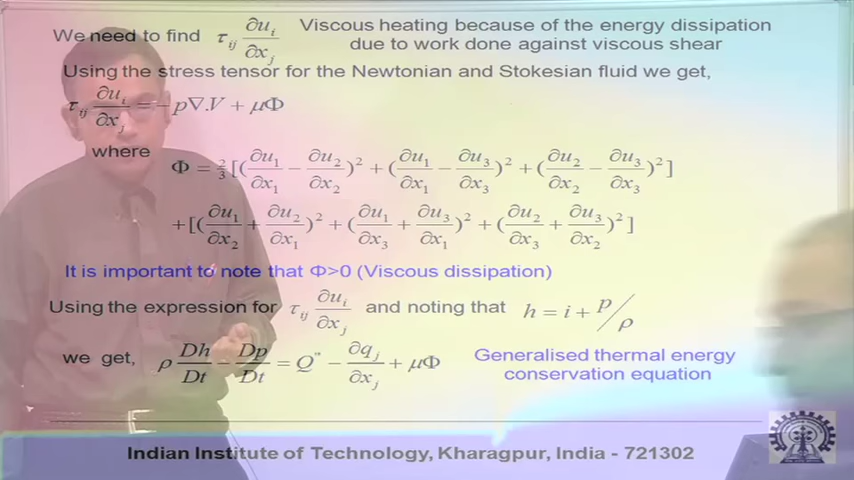 We need to find τ_ij ∂u_i/∂x_j Viscous heating because of the energy dissipation
due to work done against viscous shear
Using the stress tensor for the Newtonian and Stokesian fluid we get,
τ_ij ∂u_i/∂x_j = −p∇.V + μΦ
where
Φ = 2/3[(∂u_1/∂x_1 − ∂u_2/∂x_2)² + (∂u_1/∂x_1 − ∂u_3/∂x_3)² + (∂u_2/∂x_2 − ∂u_3/∂x_3)²]
+[(∂u_1/∂x_2 + ∂u_2/∂x_1)² + (∂u_1/∂x_3 + ∂u_3/∂x_1)² + (∂u_2/∂x_3 + ∂u_3/∂x_2)²]
It is important to note that Φ>0 (Viscous dissipation)
Using the expression for τ_ij ∂u_i/∂x_j and noting that h = i + p/ρ
we get, ρ Dh/Dt − Dp/Dt = Q''' − ∂q_j/∂x_j + μΦ Generalised thermal energy
conservation equation
Indian Institute of Technology, Kharagpur, India - 721302